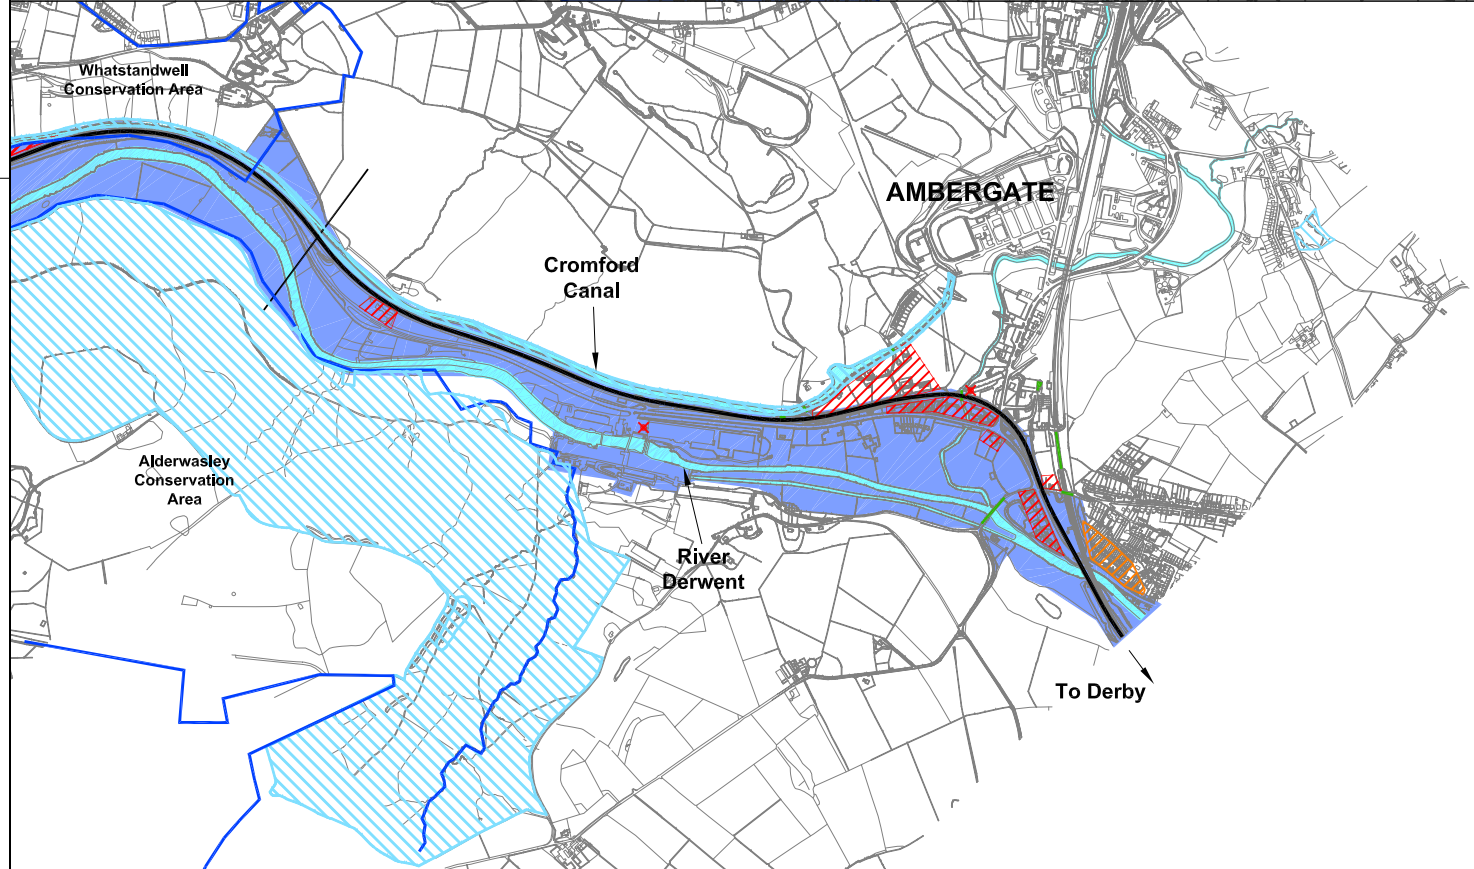 Whatstandwell
Conservation Area
AMBERGATE
Cromford
Canal
Alderwasley
Conservation
Area
River
Derwent
To Derby